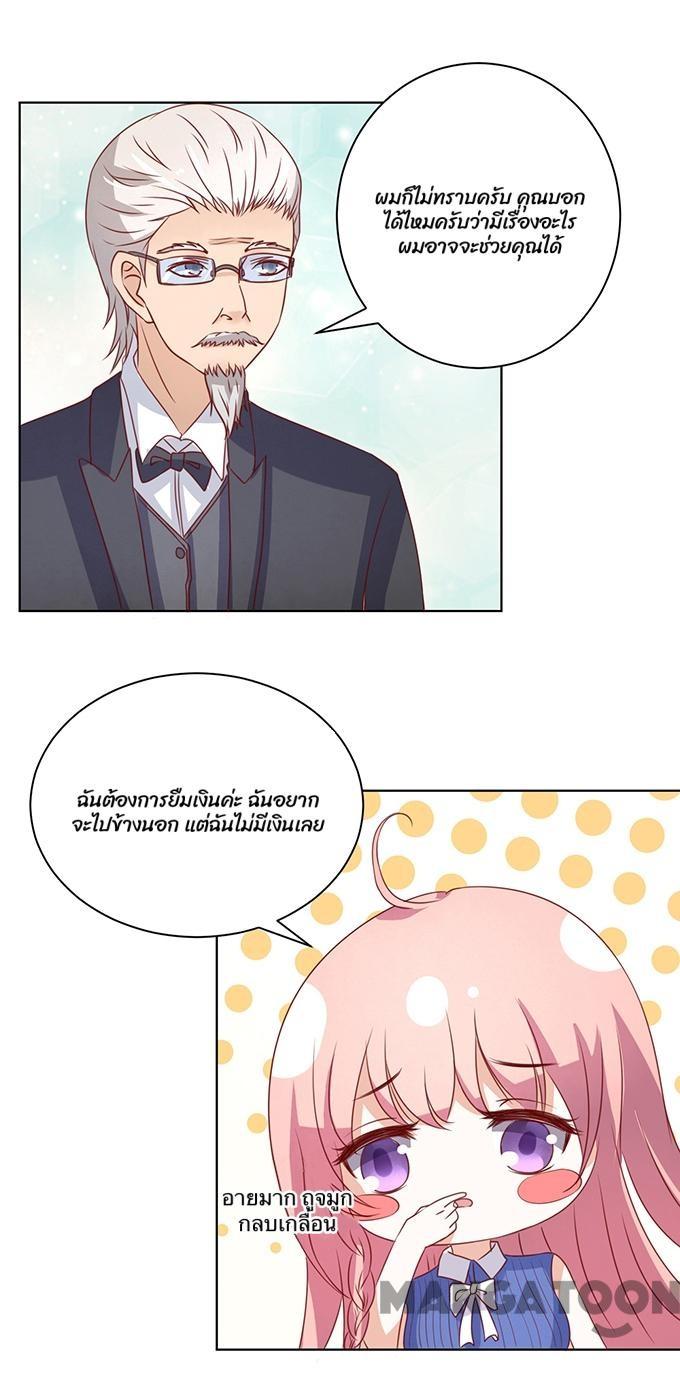 ผมก็ไม่ทราบครับ คุณบอก
ได้ไหมครับว่ามีเรื่องอะไร
ผมอาจจะช่วยคุณได้
ฉันต้องการยืมเงินค่ะ ฉันอยาก
จะไปข้างนอก แต่ฉันไม่มีเงินเลย
อายมาก ถูจมูก
กลบเกลื่อน
MANGATOON